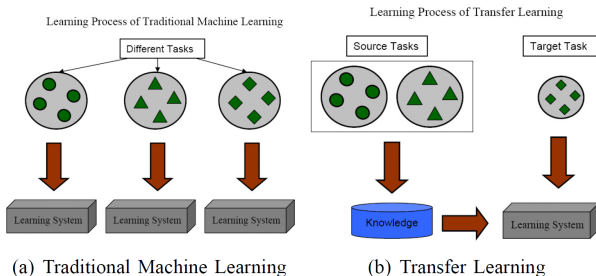 Learning Process of Traditional Machine Learning
Different Tasks
Learning System
Learning System
Learning System
(a) Traditional Machine Learning
Learning Process of Transfer Learning
Source Tasks
Target Task
Knowledge
Learning System
(b) Transfer Learning